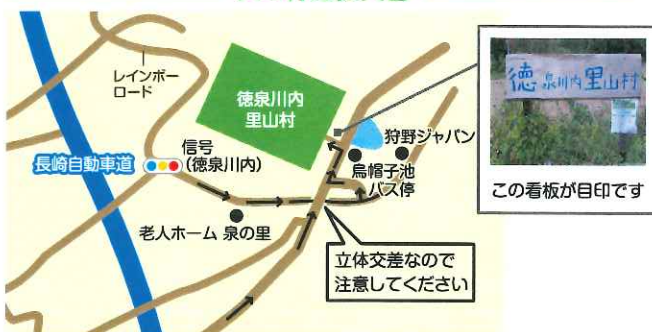 レインボー
ロード
徳泉川内
里山村
長崎自動車道
信号
(徳泉川内)
狩野ジャパン
烏帽子池
バス停
老人ホーム 泉の里
立体交差なので
注意してください
徳泉川内里山村
この看板が目印です